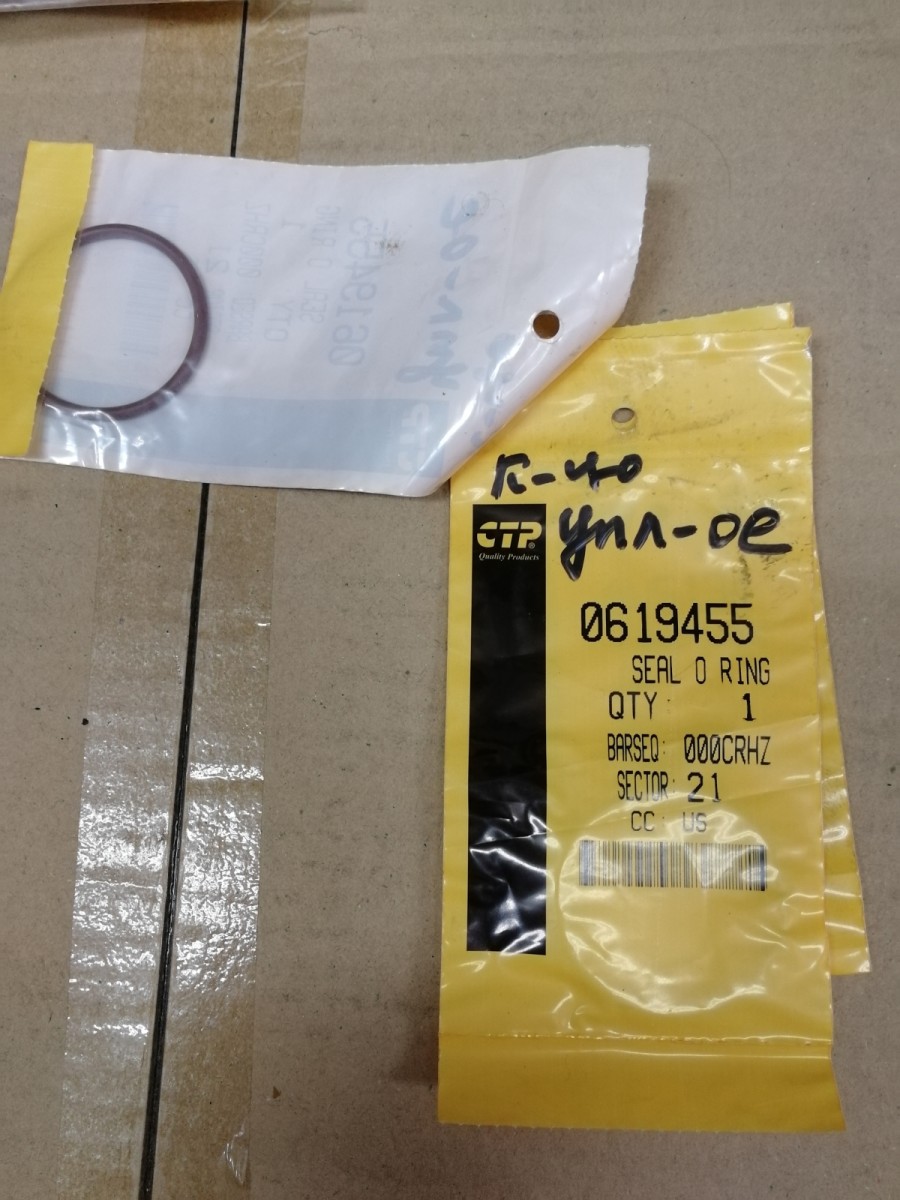 к-40
упл-ое
CTP®
Quality Products
0619455
SEAL O RING
QTY: 1
BARSEQ: 000CRHZ
SECTOR: 21
CC: US